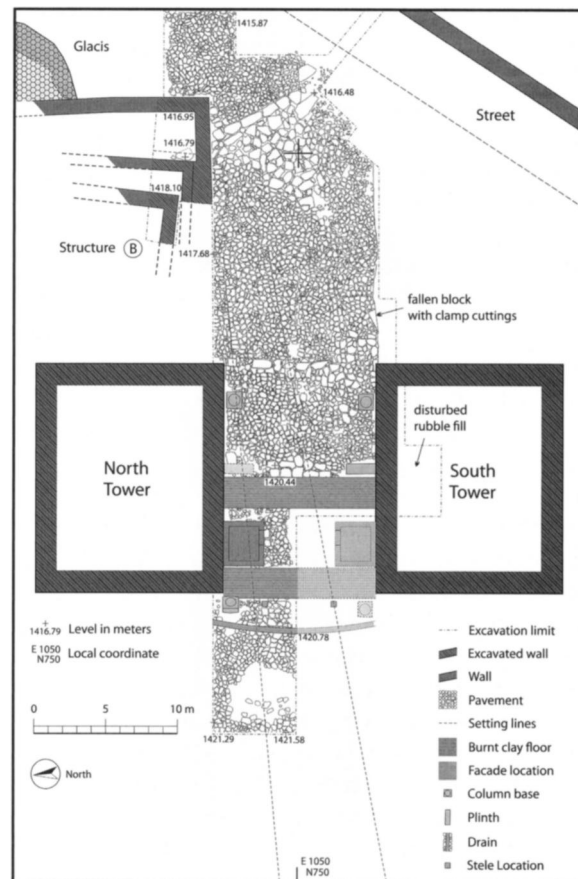 1415.87
Glacis
1416.48
1416.95
Street
1416.79
1418.10
Structure B
1417.68
fallen block
with clamp cuttings
disturbed
rubble fill
North
Tower
South
Tower
1420.44
1416.79 Level in meters
E 1050
N750
Local coordinate
1420.78
0 5 10 m
1421.29 1421.58
North
E 1050
N750
Excavation limit
Excavated wall
Wall
Pavement
Setting lines
Burnt clay floor
Facade location
Column base
Plinth
Drain
Stele Location